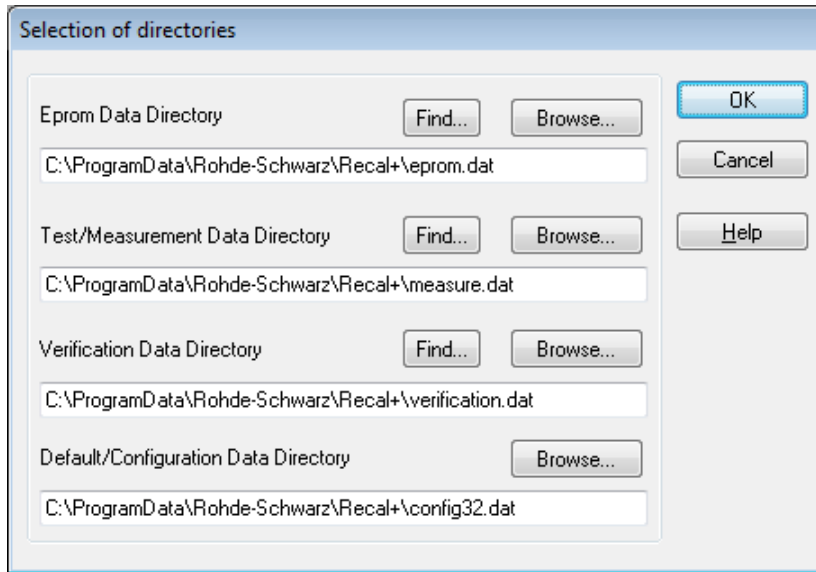 Selection of directories
Eprom Data Directory Find... Browse... OK
C:\ProgramData\Rohde-Schwarz\Recal+\eprom.dat
Cancel
Test/Measurement Data Directory Find... Browse... Help
C:\ProgramData\Rohde-Schwarz\Recal+\measure.dat
Verification Data Directory Find... Browse...
C:\ProgramData\Rohde-Schwarz\Recal+\verification.dat
Default/Configuration Data Directory Browse...
C:\ProgramData\Rohde-Schwarz\Recal+\config32.dat